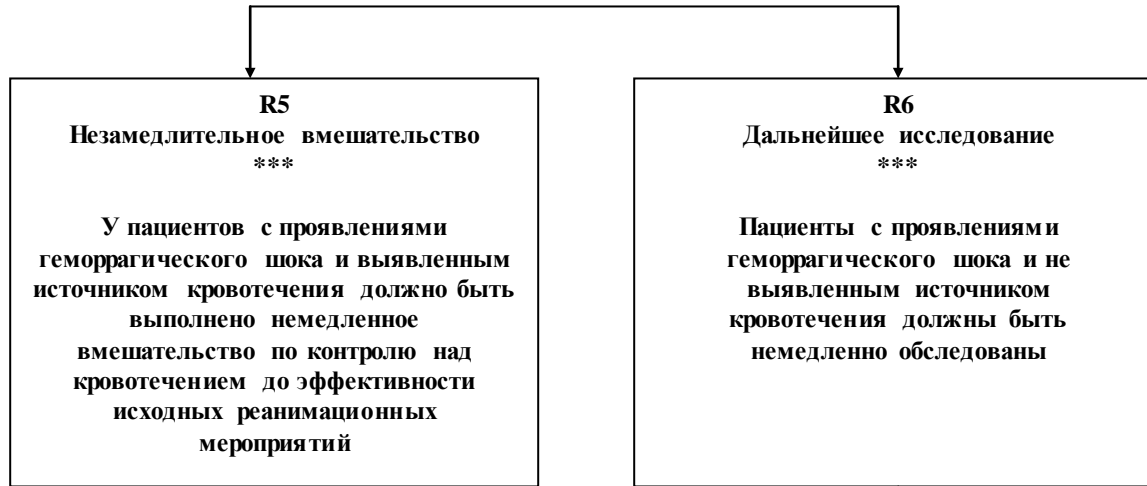 R5
Незамедлительное вмешательство
***
У пациентов с проявлениями
геморрагического шока и выявленным
источником кровотечения должно быть
выполнено немедленное
вмешательство по контролю над
кровотечением до эффективности
исходных реанимационных
мероприятий
R6
Дальнейшее исследование
***
Пациенты с проявлениями
геморрагического шока и не
выявленным источником
кровотечения должны быть
немедленно обследованы